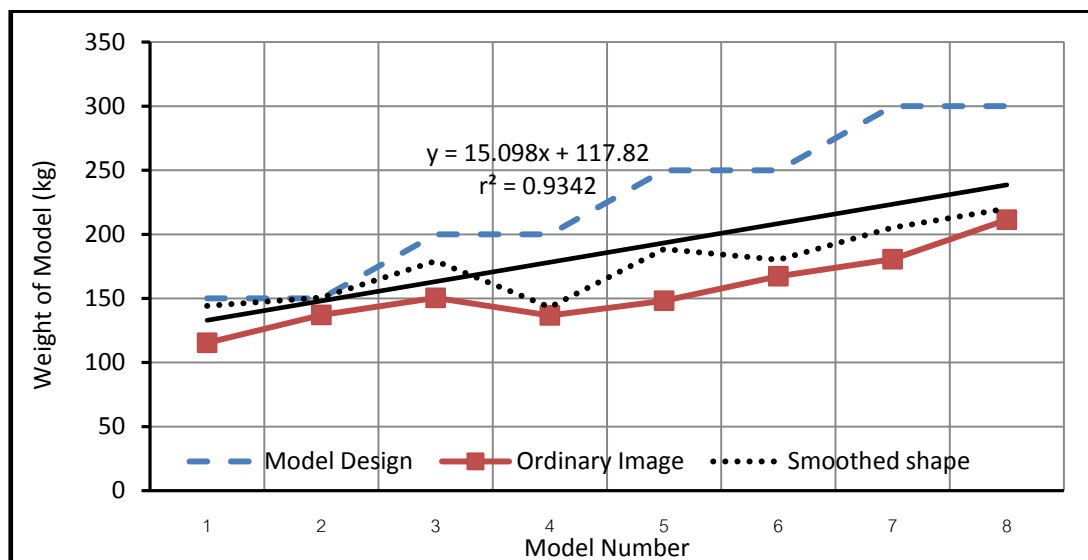 350
300
250
200
150
100
50
0
Weight of Model (kg)
y = 15.098x + 117.82
r² = 0.9342
Model Design Ordinary Image Smoothed shape
1 2 3 4 5 6 7 8
Model Number